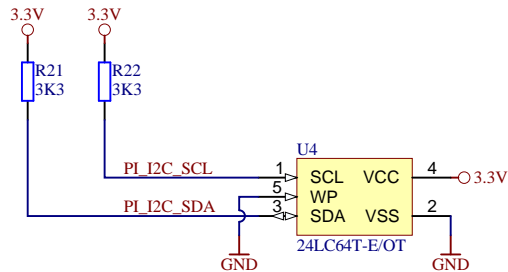 3.3V 3.3V
R21 R22
3K3 3K3
U4
PI_I2C_SCL 1 SCL VCC 4 3.3V
5 WP
PI_I2C_SDA 3 SDA VSS 2
24LC64T-E/OT
GND GND